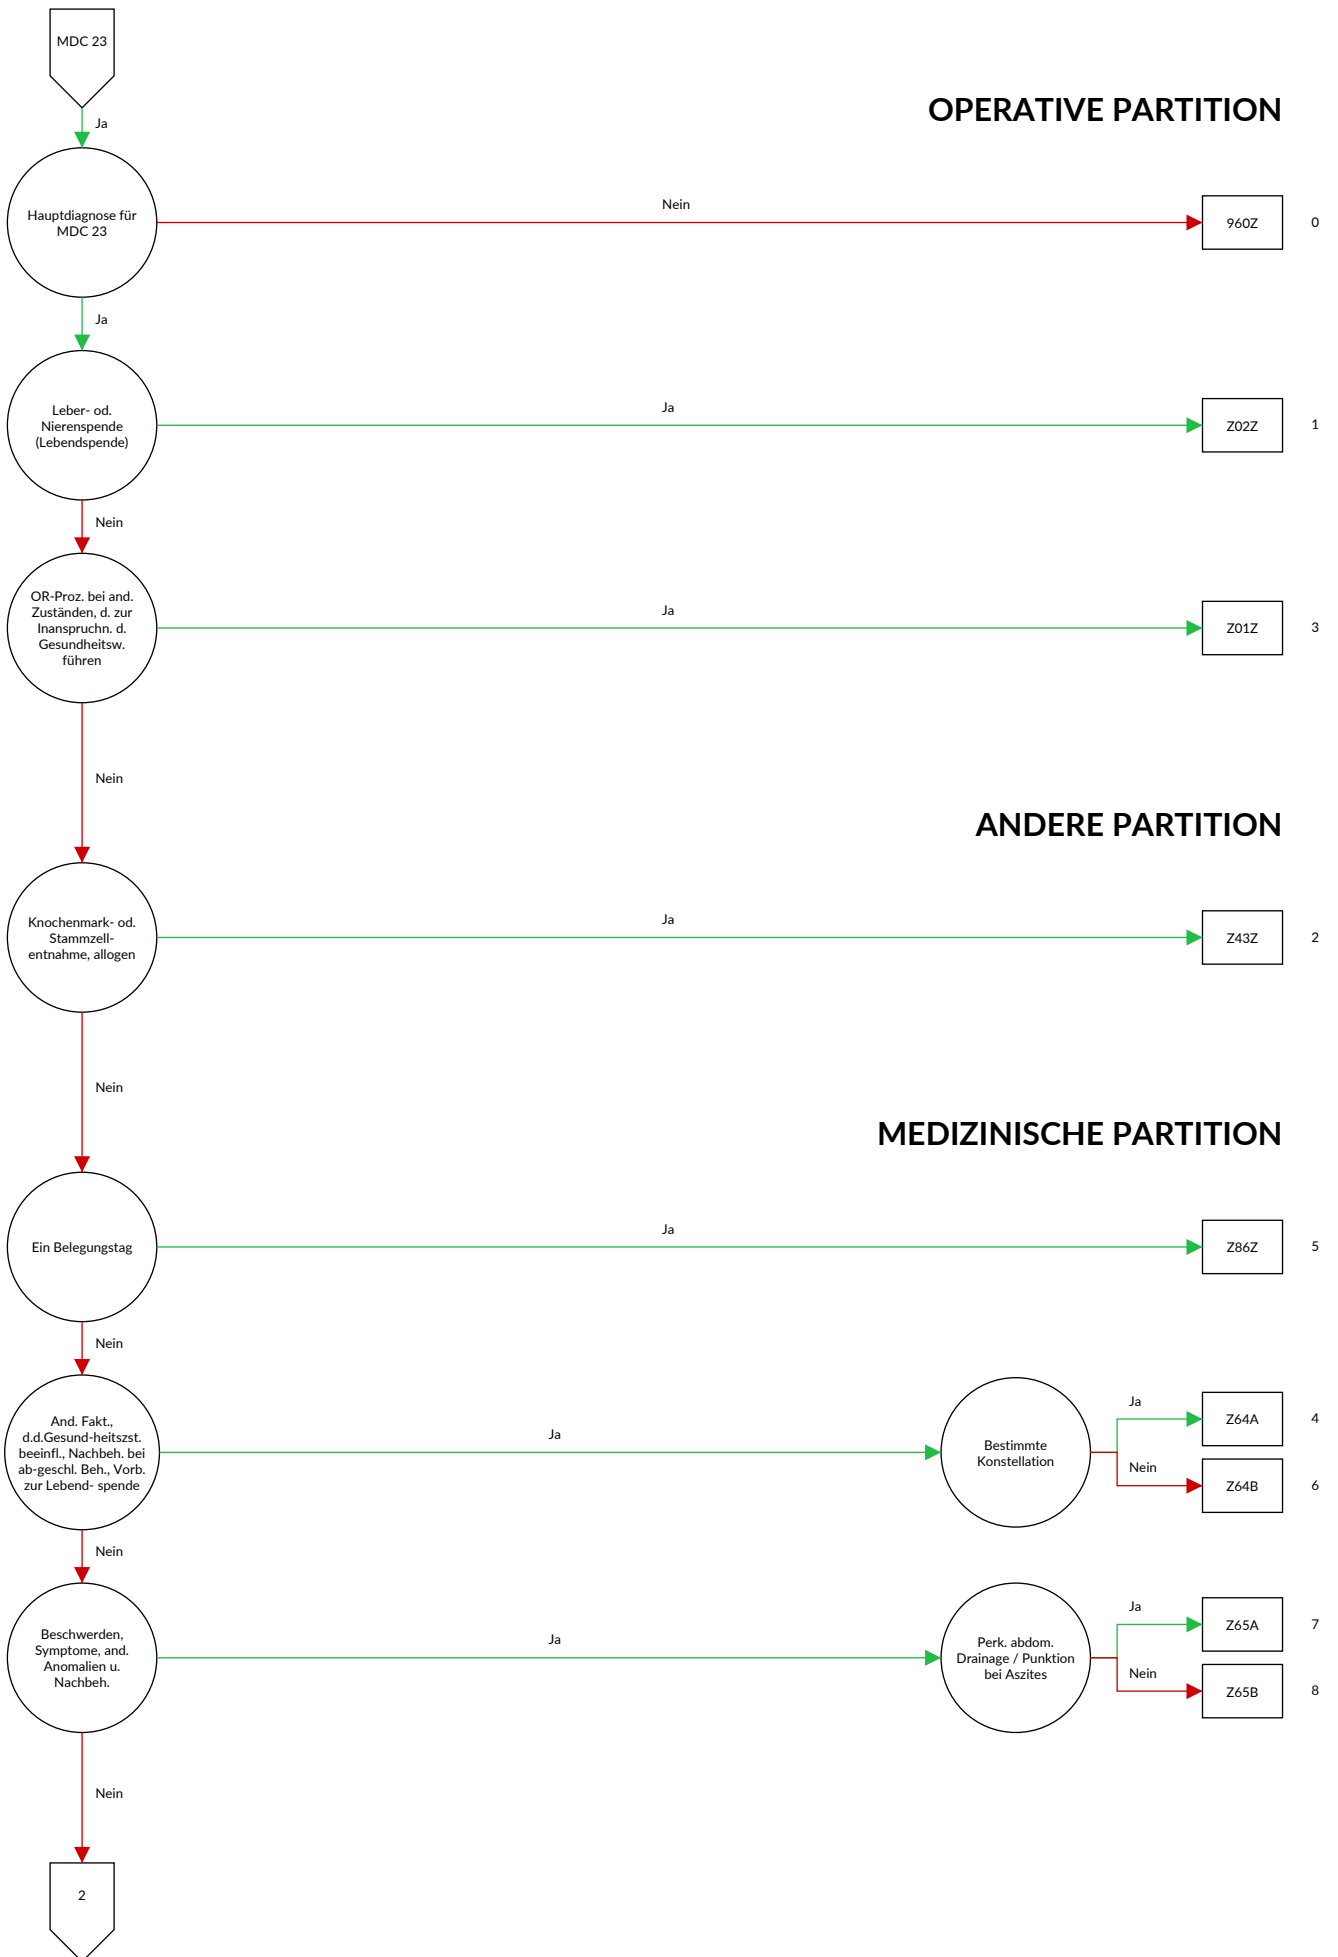 MDC 23
OPERATIVE PARTITION
Ja
Hauptdiagnose für
MDC 23
Nein
960Z
0
Ja
Leber- od.
Nierenspende
(Lebendspende)
Ja
Z02Z
1
Nein
OR-Proz. bei and.
Zuständen, d. zur
Inanspruchn. d.
Gesundheitsw.
führen
Ja
Z01Z
3
Nein
ANDERE PARTITION
Knochenmark- od.
Stammzell-
entnahme, allogen
Ja
Z43Z
2
Nein
MEDIZINISCHE PARTITION
Ein Belegungstag
Ja
Z86Z
5
Nein
And. Fakt.,
d.d.Gesund-heitszst.
beeinfl., Nachbeh. bei
ab-geschl. Beh., Vorb.
zur Lebend- spende
Ja
Bestimmte
Konstellation
Ja
Z64A
4
Nein
Z64B
6
Nein
Beschwerden,
Symptome, and.
Anomalien u.
Nachbeh.
Ja
Perk. abdom.
Drainage / Punktion
bei Aszites
Ja
Z65A
7
Nein
Z65B
8
Nein
2